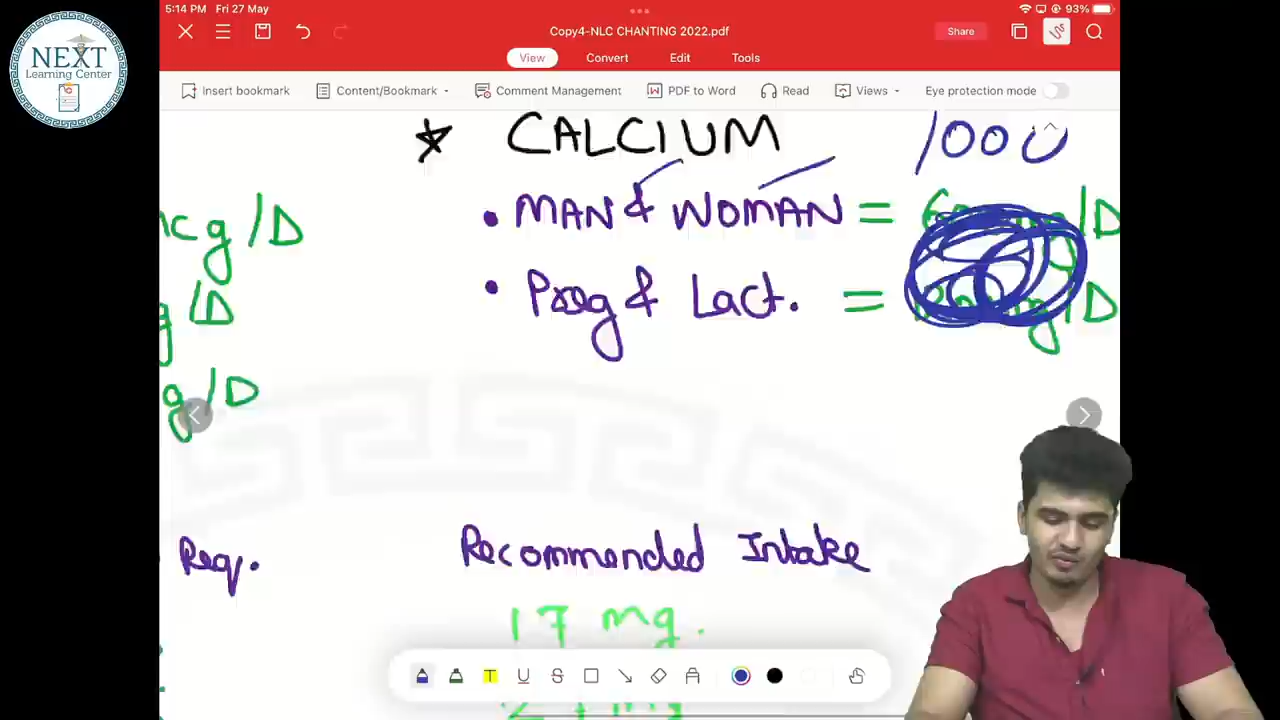 5:14 PM Fri 27 May
93%
NEXT
Learning Center
Copy4-NLC CHANTING 2022.pdf
Share
View
Convert
Edit
Tools
Insert bookmark
Content/Bookmark
Comment Management
PDF to Word
Read
Views
Eye protection mode
CALCIUM 1000
mcg/D
• MAN & WOMAN =
g/D
• Preg & Lact. =
g/D
Req. Recommended Intake
17 mg.